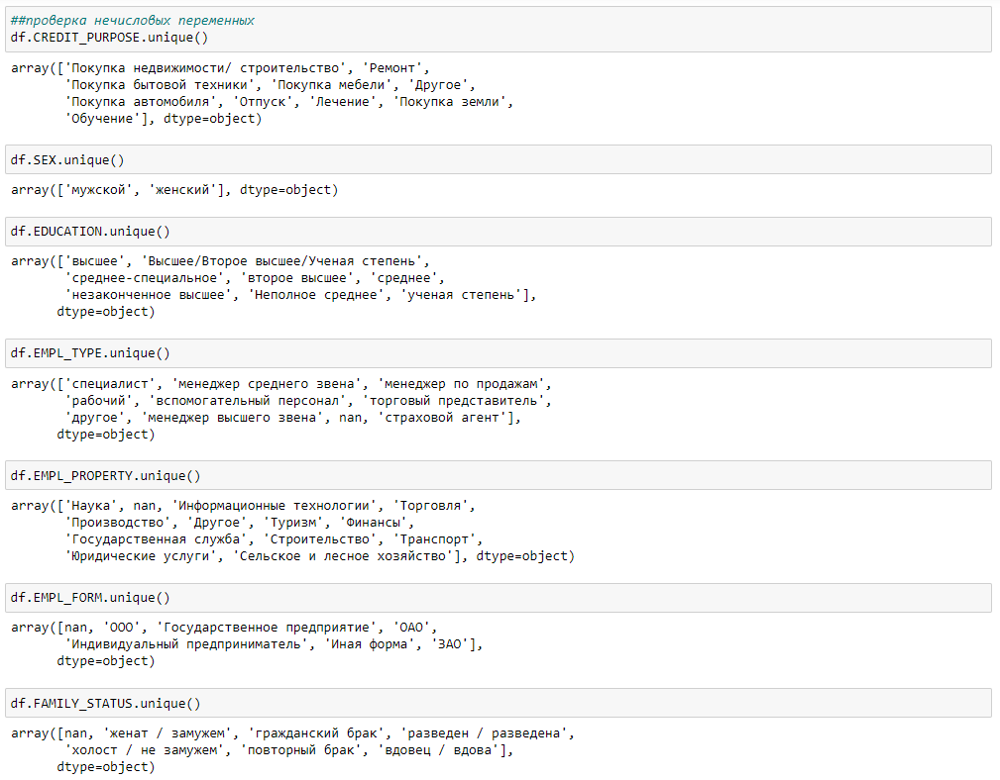 ##проверка нечисловых переменных
df.CREDIT_PURPOSE.unique()
array(['Покупка недвижимости/ строительство', 'Ремонт',
'Покупка бытовой техники', 'Покупка мебели', 'Другое',
'Покупка автомобиля', 'Отпуск', 'Лечение', 'Покупка земли',
'Обучение'], dtype=object)
df.SEX.unique()
array(['мужской', 'женский'], dtype=object)
df.EDUCATION.unique()
array(['высшее', 'Высшее/Второе высшее/Ученая степень',
'среднее-специальное', 'второе высшее', 'среднее',
'незаконченное высшее', 'Неполное среднее', 'ученая степень'],
dtype=object)
df.EMPL_TYPE.unique()
array(['специалист', 'менеджер среднего звена', 'менеджер по продажам',
'рабочий', 'вспомогательный персонал', 'торговый представитель',
'другое', 'менеджер высшего звена', nan, 'страховой агент'],
dtype=object)
df.EMPL_PROPERTY.unique()
array(['Наука', nan, 'Информационные технологии', 'Торговля',
'Производство', 'Другое', 'Туризм', 'Финансы',
'Государственная служба', 'Строительство', 'Транспорт',
'Юридические услуги', 'Сельское и лесное хозяйство'], dtype=object)
df.EMPL_FORM.unique()
array([nan, 'ООО', 'Государственное предприятие', 'ОАО',
'Индивидуальный предприниматель', 'Иная форма', 'ЗАО'],
dtype=object)
df.FAMILY_STATUS.unique()
array([nan, 'женат / замужем', 'гражданский брак', 'разведен / разведена',
'холост / не замужем', 'повторный брак', 'вдовец / вдова'],
dtype=object)